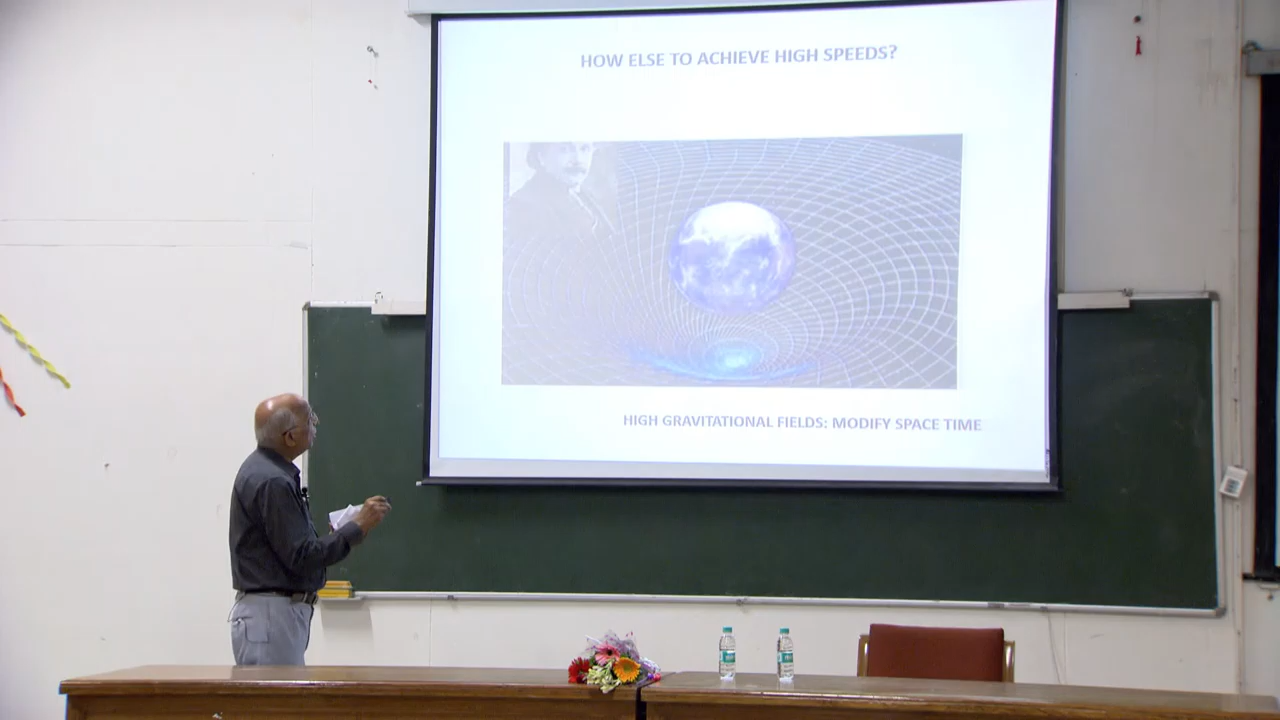 HOW ELSE TO ACHIEVE HIGH SPEEDS?
HIGH GRAVITATIONAL FIELDS: MODIFY SPACE TIME